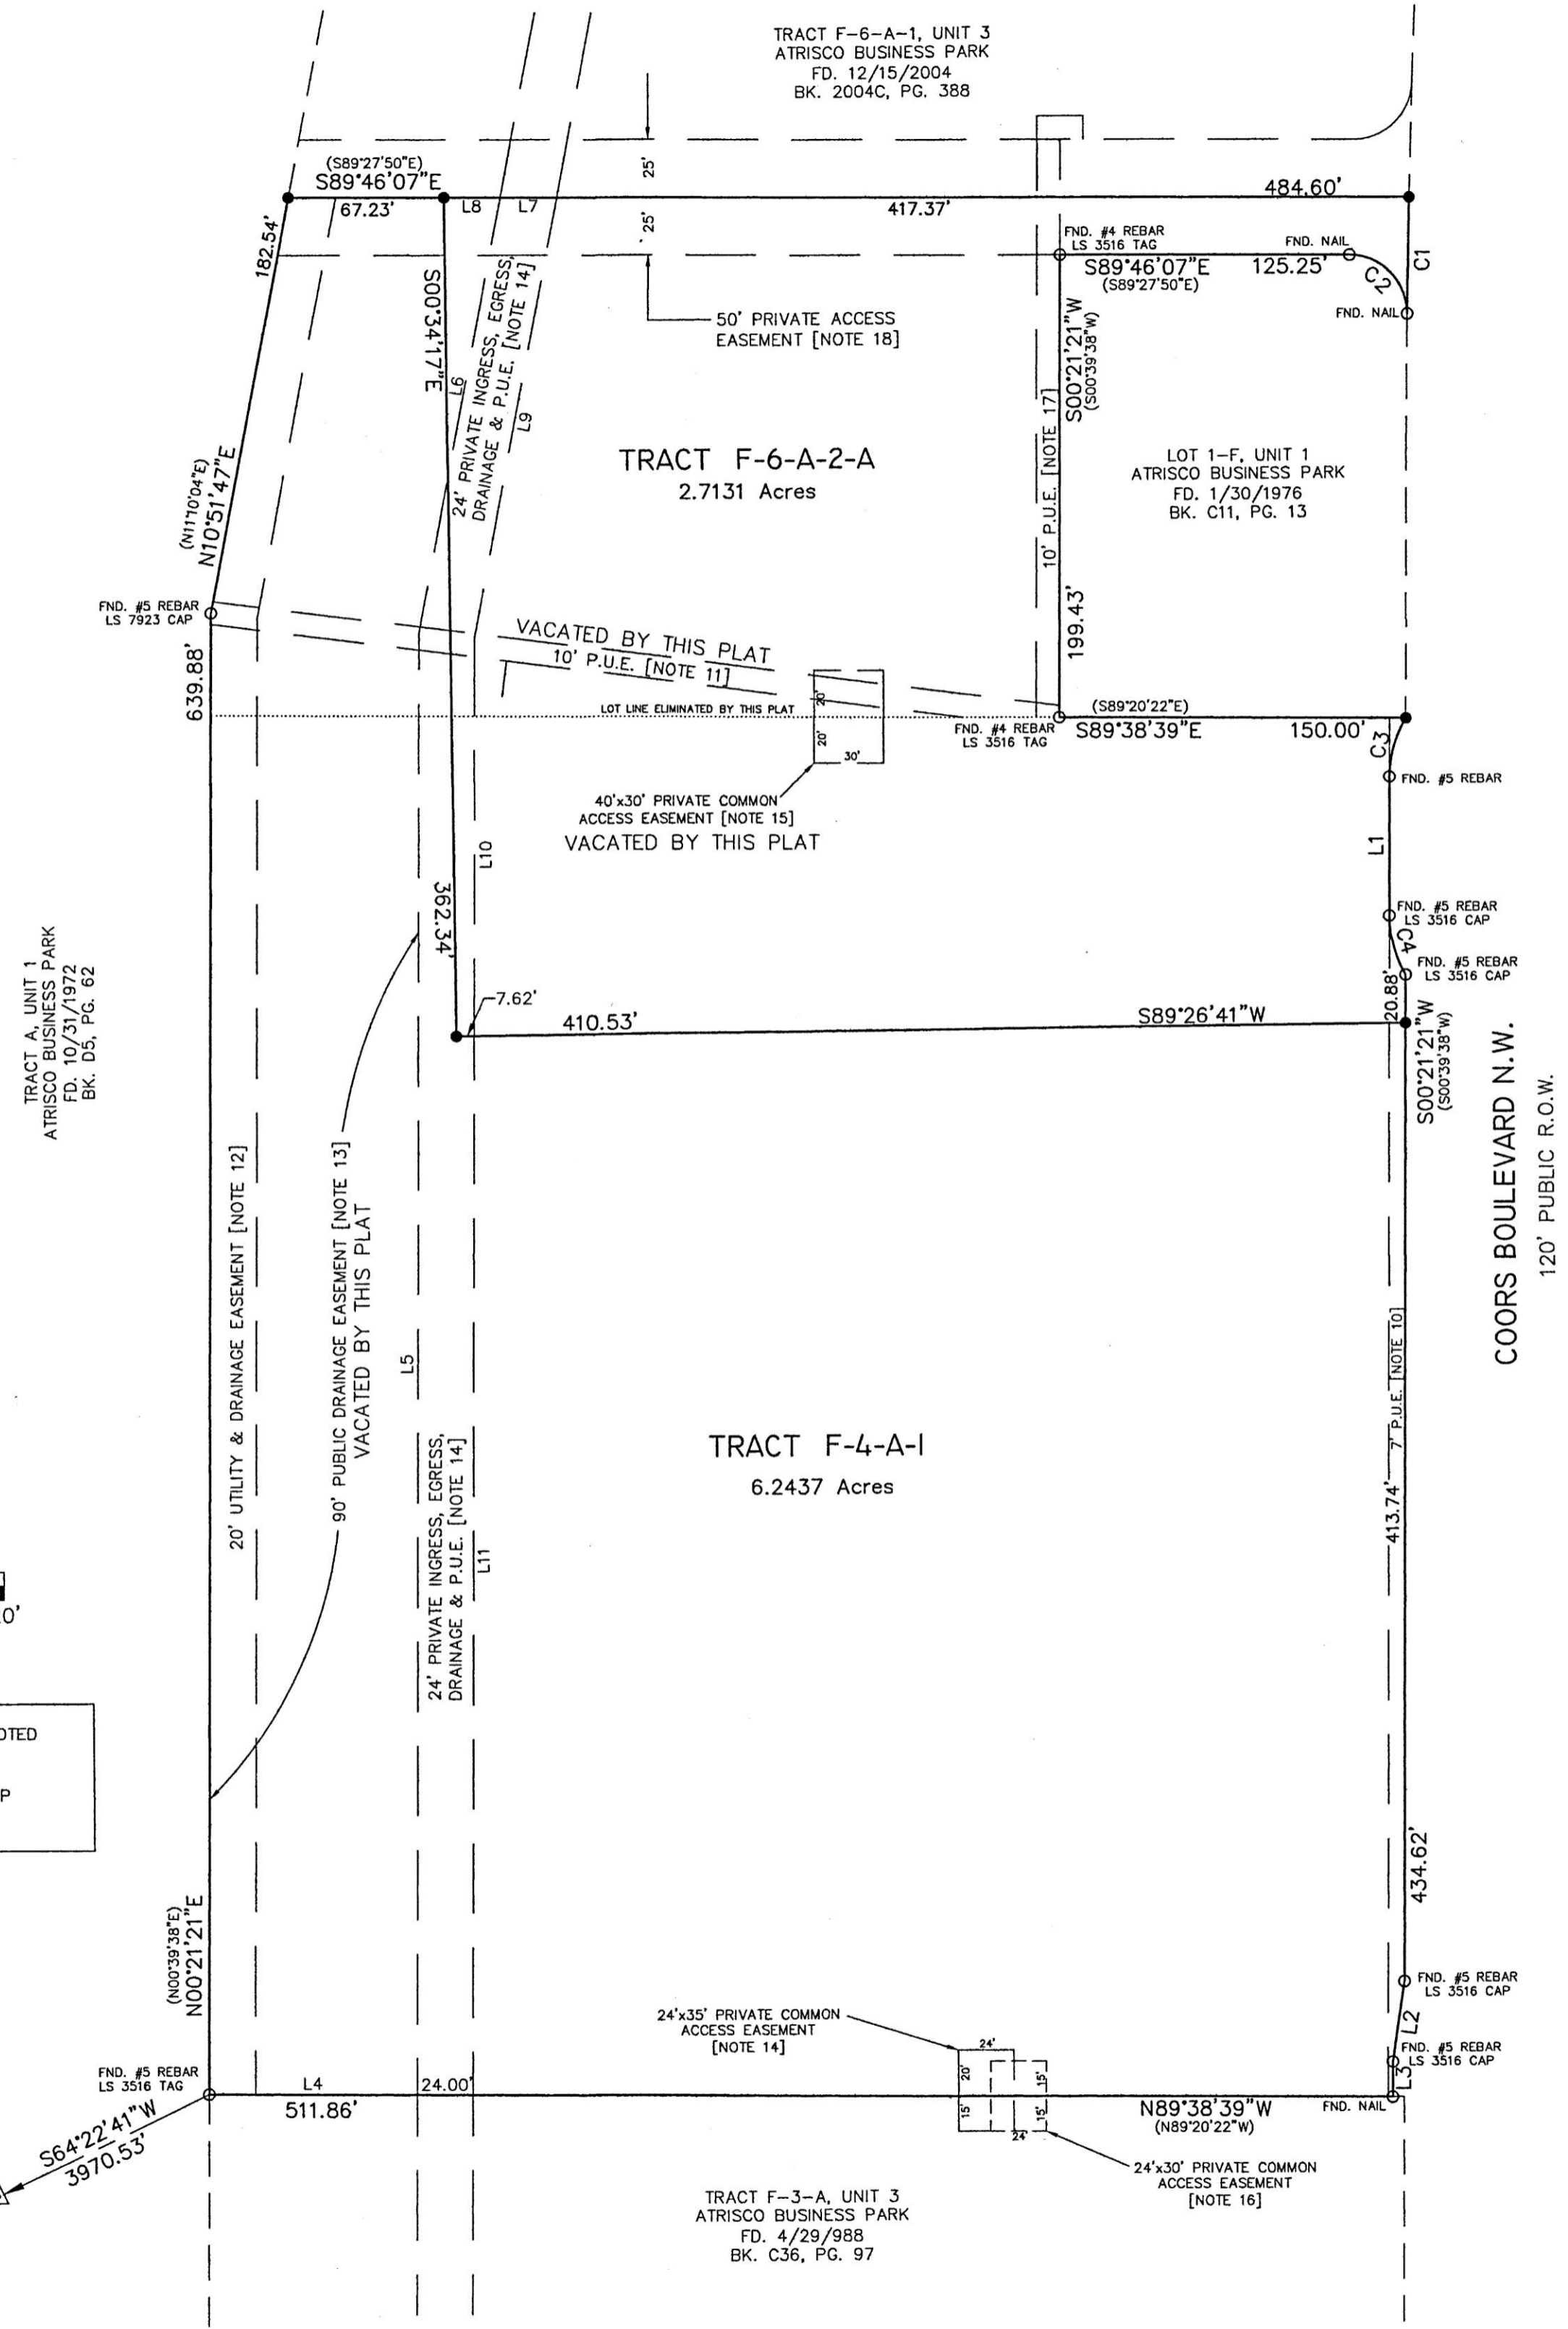 TRACT F-6-A-1, UNIT 3
ATRISCO BUSINESS PARK
FD. 12/15/2004
BK. 2004C, PG. 388
(S89°27'50"E)
S89°46'07"E
67.23'
L8
L7
25'
25'
417.37'
484.60'
182.54'
FND. #4 REBAR
LS 3516 TAG
FND. NAIL
S89°46'07"E
125.25'
(S89°27'50"E)
C2
C1
FND. NAIL
50' PRIVATE ACCESS
EASEMENT [NOTE 18]
S00°34'17"E
L6
24' PRIVATE INGRESS, EGRESS,
DRAINAGE & P.U.E. [NOTE 14]
L9
S00°21'21"W
(S00°39'38"W)
10' P.U.E. [NOTE 17]
TRACT F-6-A-2-A
2.7131 Acres
LOT 1-F, UNIT 1
ATRISCO BUSINESS PARK
FD. 1/30/1976
BK. C11, PG. 13
(N11°10'04"E)
N10°51'47"E
199.43'
FND. #5 REBAR
LS 7923 CAP
VACATED BY THIS PLAT
10' P.U.E. [NOTE 11]
639.88'
LOT LINE ELIMINATED BY THIS PLAT
20'
20'
30'
FND. #4 REBAR
LS 3516 TAG
(S89°20'22"E)
S89°38'39"E
150.00'
C3
FND. #5 REBAR
40'x30' PRIVATE COMMON
ACCESS EASEMENT [NOTE 15]
VACATED BY THIS PLAT
L10
L1
362.34'
FND. #5 REBAR
LS 3516 CAP
C4
FND. #5 REBAR
LS 3516 CAP
20.88'
7.62'
410.53'
S89°26'41"W
S00°21'21"W
(S00°39'38"W)
TRACT A, UNIT 1
ATRISCO BUSINESS PARK
FD. 10/31/1972
BK. D5, PG. 62
COORS BOULEVARD N.W.
120' PUBLIC R.O.W.
20' UTILITY & DRAINAGE EASEMENT [NOTE 12]
90' PUBLIC DRAINAGE EASEMENT [NOTE 13]
VACATED BY THIS PLAT
L5
24' PRIVATE INGRESS, EGRESS,
DRAINAGE & P.U.E. [NOTE 14]
L11
TRACT F-4-A-1
6.2437 Acres
7' P.U.E. [NOTE 10]
413.74'
0'
OTED
P
434.62'
(N00°39'38"E)
N00°21'21"E
FND. #5 REBAR
LS 3516 CAP
L2
FND. #5 REBAR
LS 3516 CAP
L3
24'x35' PRIVATE COMMON
ACCESS EASEMENT
[NOTE 14]
24'
20'
15'
15'
15'
24'
FND. #5 REBAR
LS 3516 TAG
L4
24.00'
511.86'
N89°38'39"W
(N89°20'22"W)
FND. NAIL
S64°22'41"W
3970.53'
24'x30' PRIVATE COMMON
ACCESS EASEMENT
[NOTE 16]
TRACT F-3-A, UNIT 3
ATRISCO BUSINESS PARK
FD. 4/29/988
BK. C36, PG. 97